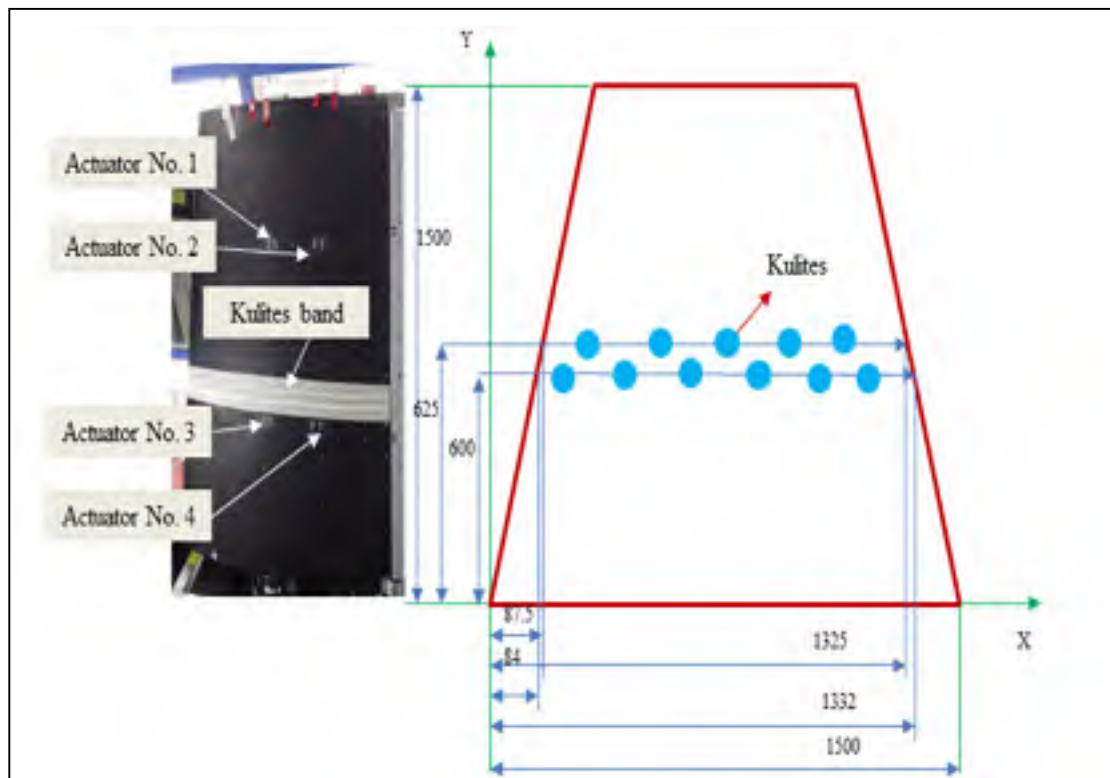 Y
Actuator No. 1
Actuator No. 2
1500
Kulites
Kulites band
625
Actuator No. 3
600
Actuator No. 4
87.5
X
84
1325
1332
1500